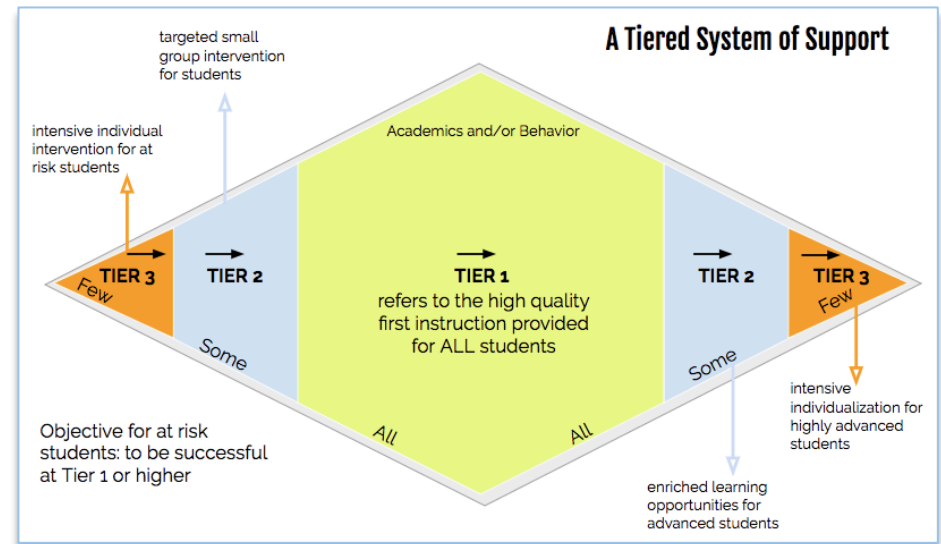 A Tiered System of Support
targeted small
group intervention
for students
intensive individual
intervention for at
risk students
Academics and/or Behavior
TIER 3
Few
TIER 2
Some
TIER 1
refers to the high quality
first instruction provided
for ALL students
All
All
TIER 2
Some
TIER 3
Few
Objective for at risk
students: to be successful
at Tier 1 or higher
intensive
individualization for
highly advanced
students
enriched learning
opportunities for
advanced students